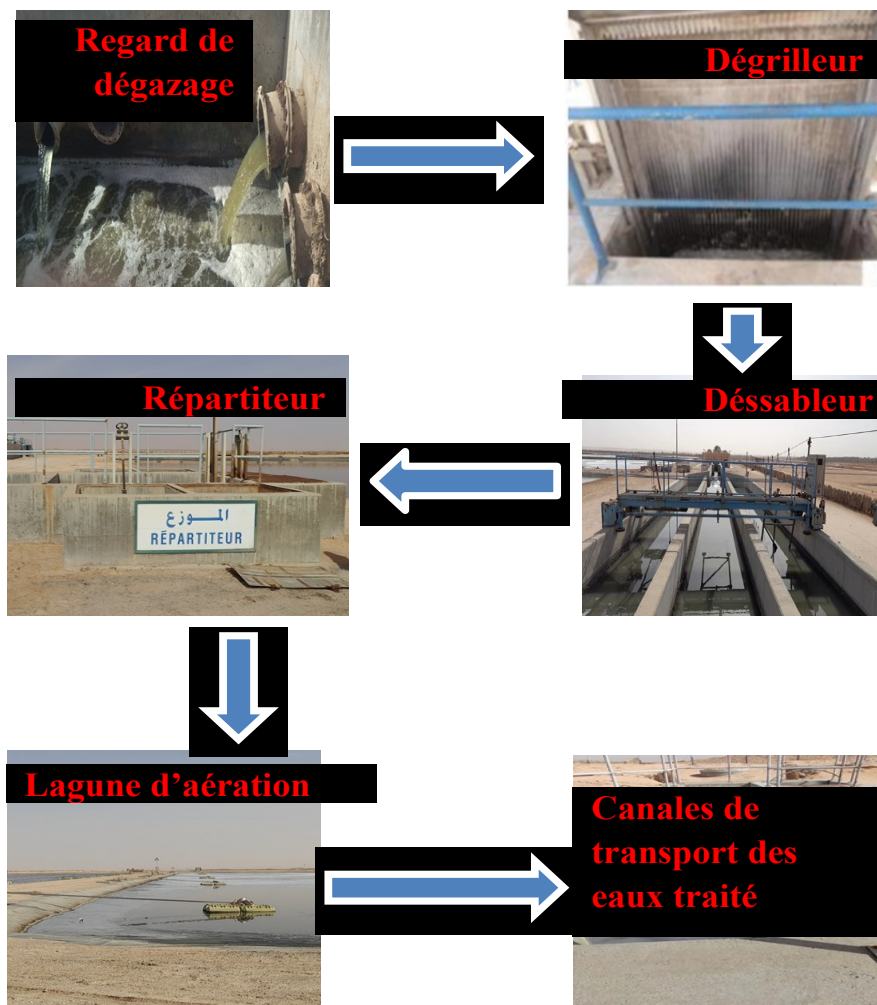 Regard de
dégazage
Dégrilleur
Déssableur
Répartiteur
الموزع
RÉPARTITEUR
Lagune d’aération
Canales de
transport des
eaux traité